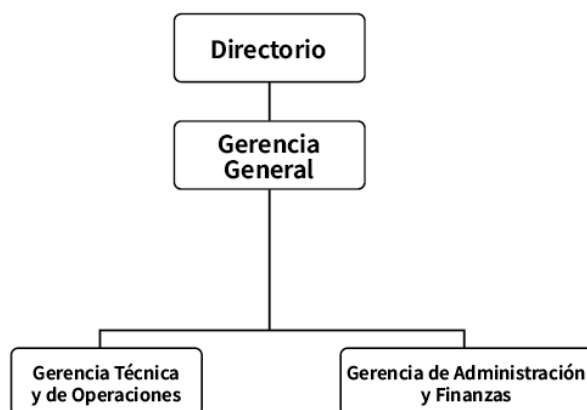 Directorio
Gerencia
General
Gerencia Técnica
y de Operaciones
Gerencia de Administración
y Finanzas